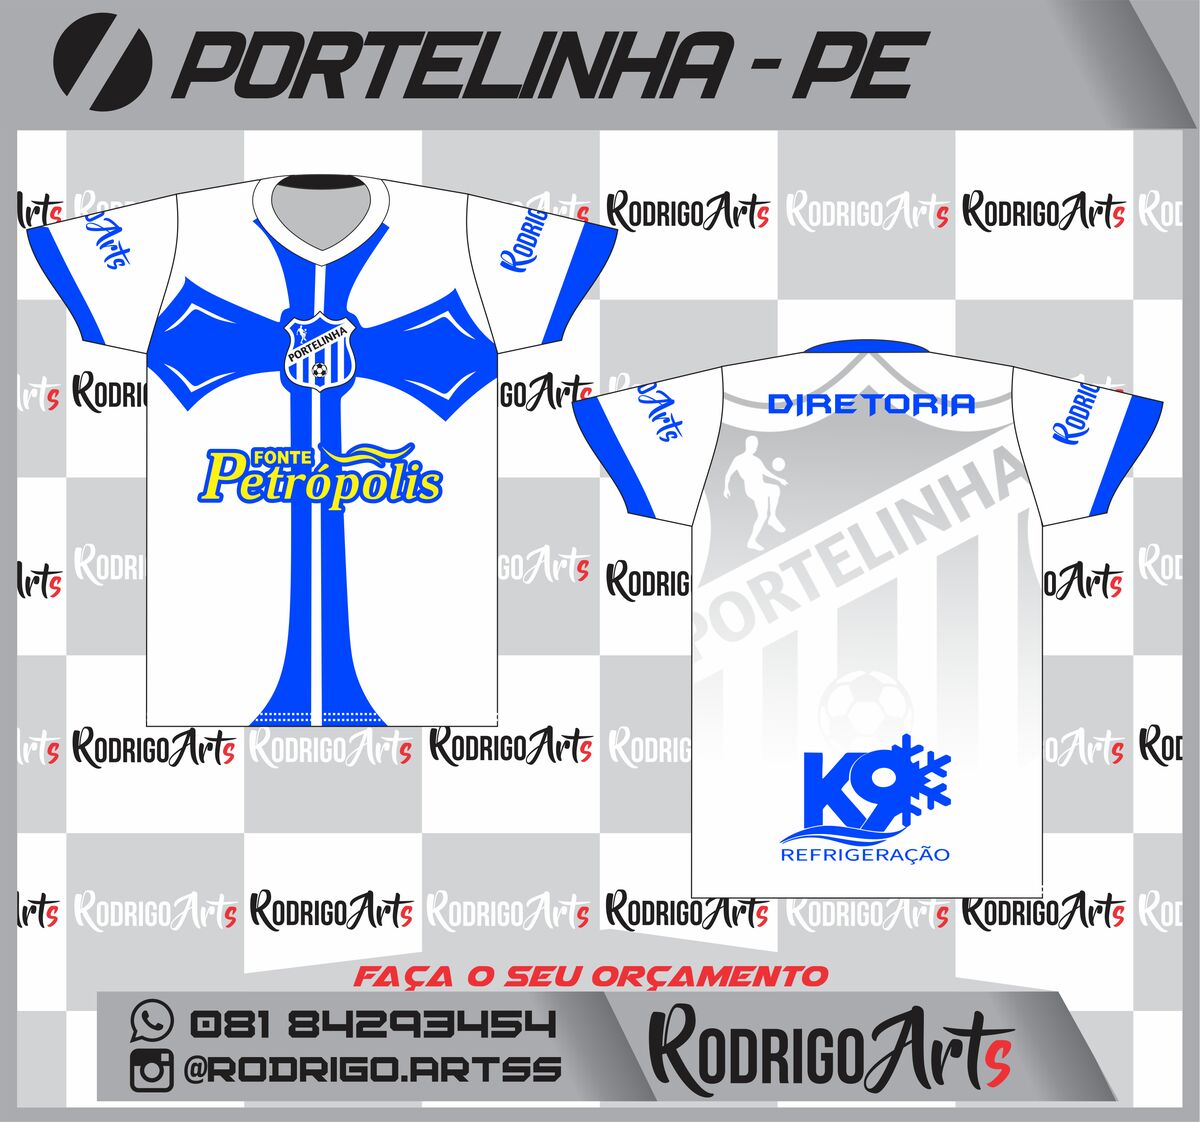 PORTELINHA - PE
RODRIGOArts
PORTELINHA
FONTE
Petrópolis
DIRETORIA
PORTELINHA
K9
REFRIGERAÇÃO
FAÇA O SEU ORÇAMENTO
081 84293454
@RODRIGO.ARTSS
RODRIGOArts